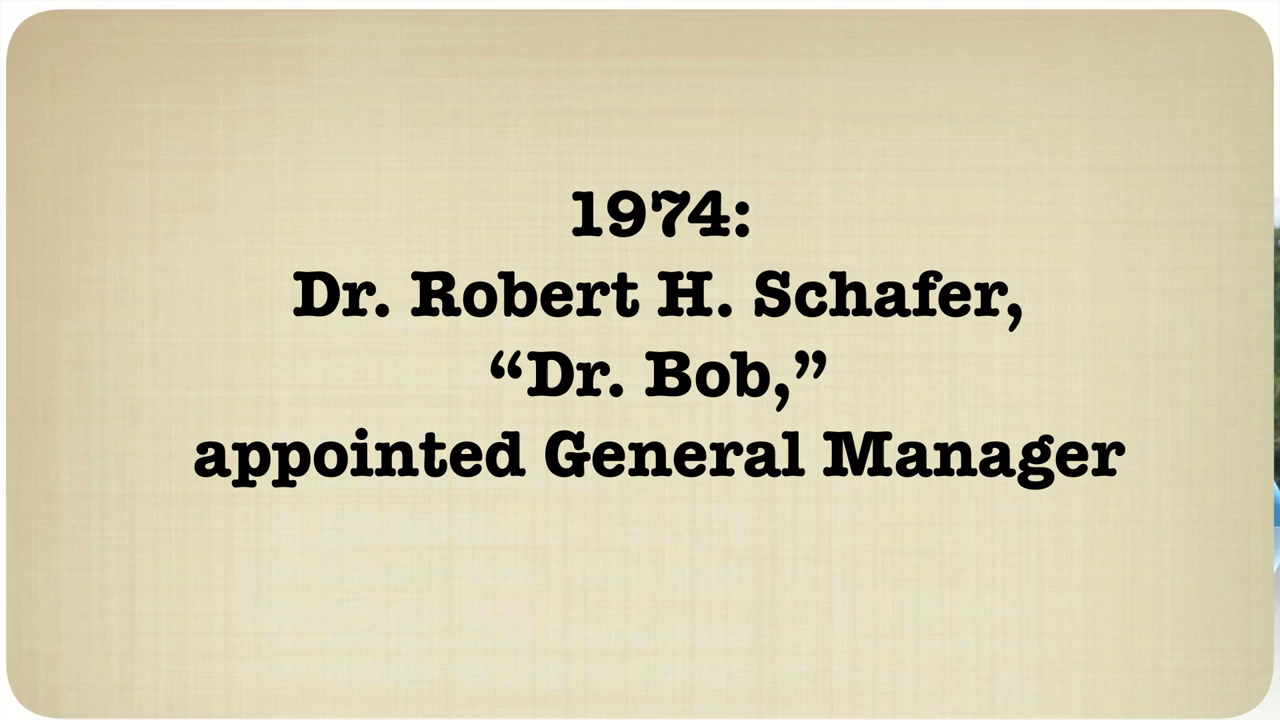 1974:
Dr. Robert H. Schafer,
“Dr. Bob,”
appointed General Manager